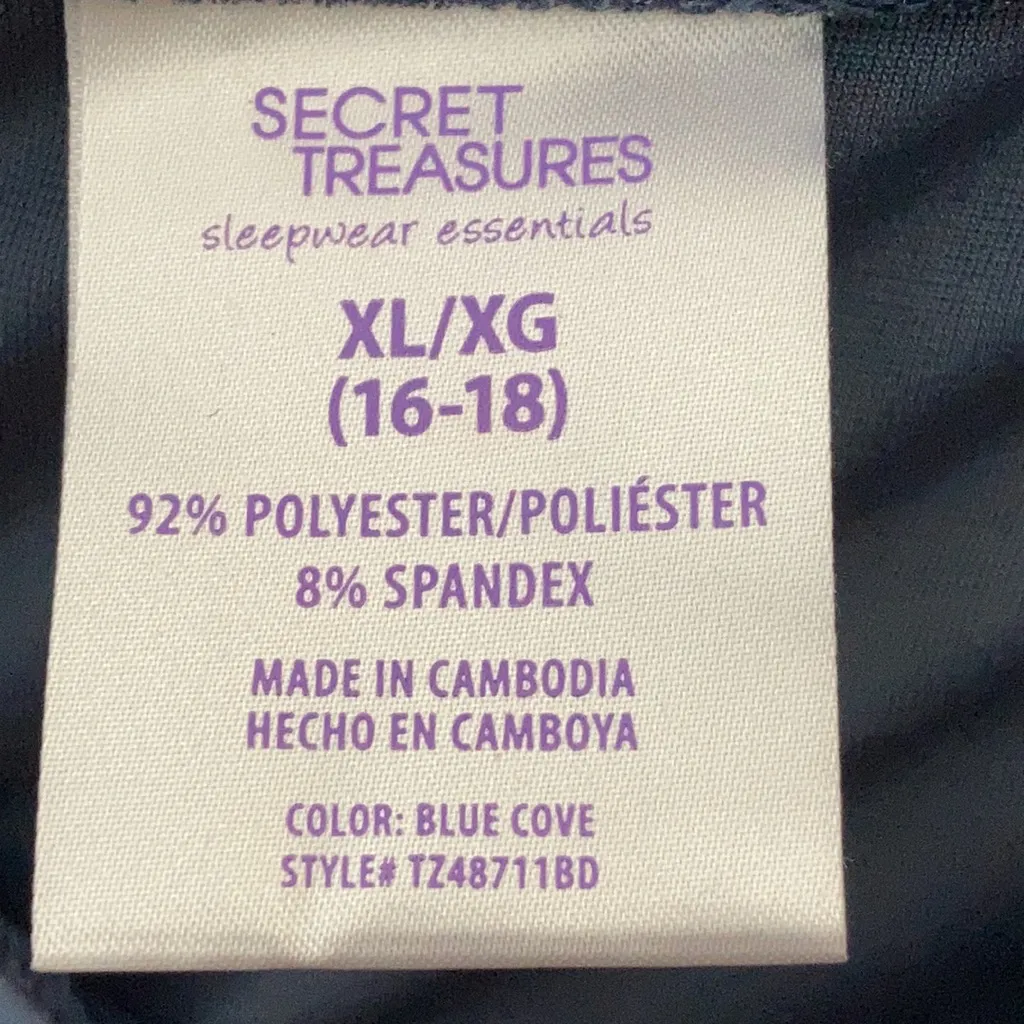 SECRET
TREASURES
sleepwear essentials
XL/XG
(16-18)
92% POLYESTER/POLIÉSTER
8% SPANDEX
MADE IN CAMBODIA
HECHO EN CAMBOYA
COLOR: BLUE COVE
STYLE# TZ48711BD